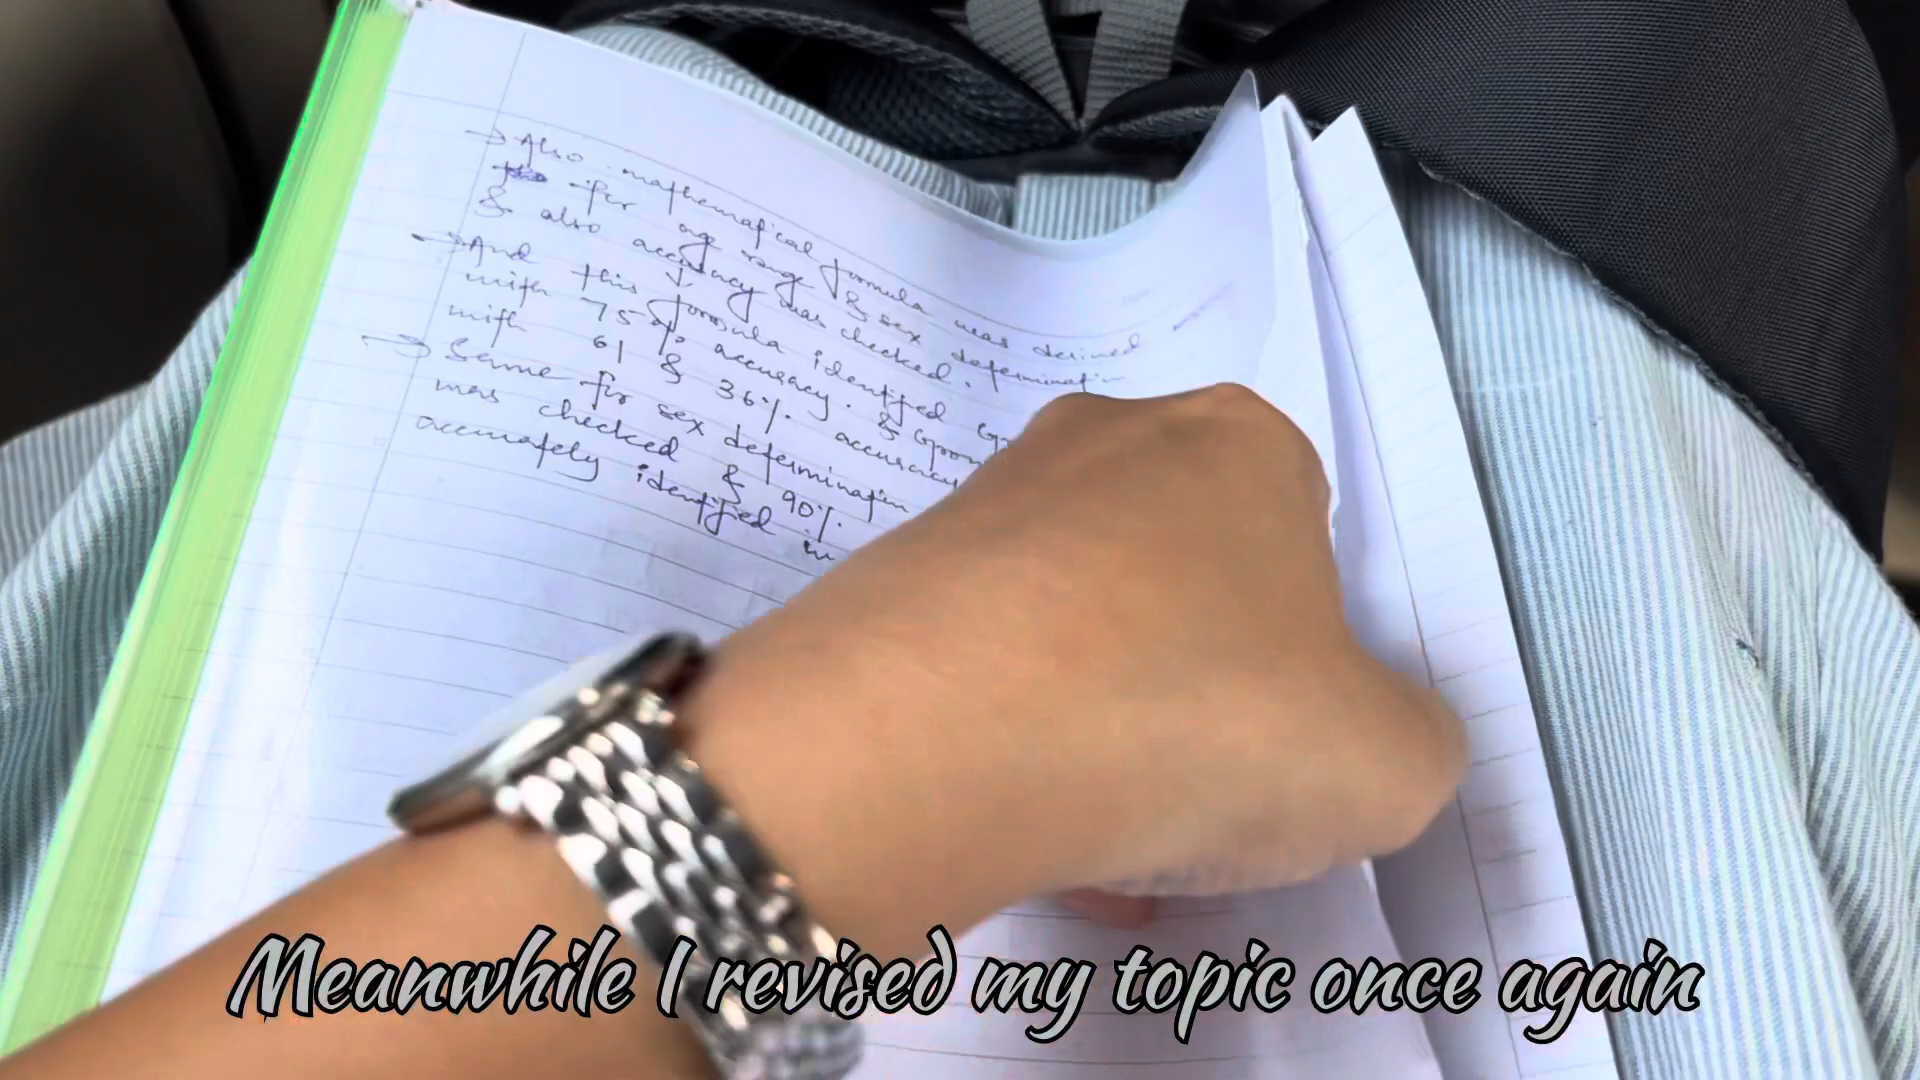 → Also mathematical formula was derived
for age range & sex determination
& also accuracy was checked.
→ And this formula identified
with 75% accuracy. & Group
with 61 & 36% accuracy
→ Same for sex determination
was checked & 90%
accurately identified in
Meanwhile I revised my topic once again